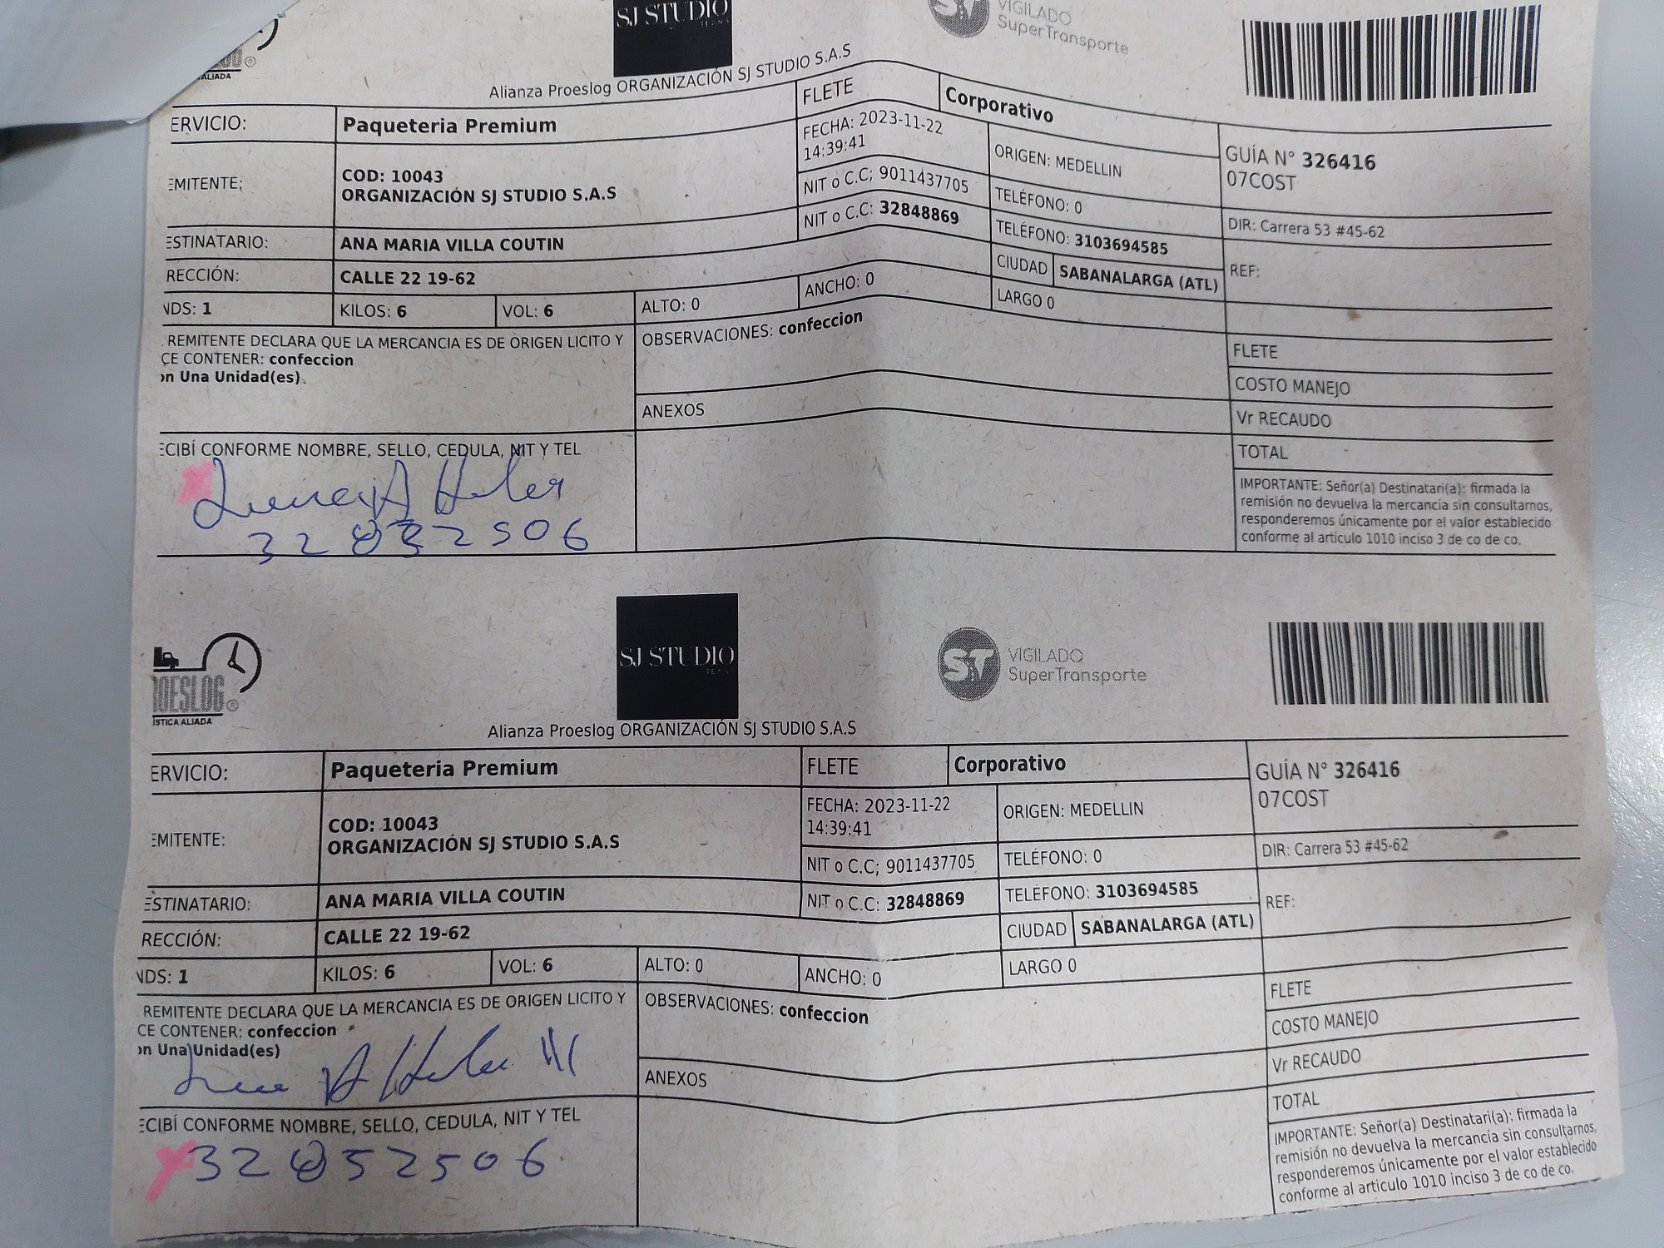 SJ STUDIO
VIGILADO
SuperTransporte
ALIADA
Alianza Proeslog ORGANIZACIÓN SJ STUDIO S.A.S
ERVICIO: Paqueteria Premium FLETE Corporativo
FECHA: 2023-11-22
14:39:41
ORIGEN: MEDELLIN
GUÍA N° 326416
07COST
EMITENTE: COD: 10043
ORGANIZACIÓN SJ STUDIO S.A.S
NIT o C.C; 9011437705 TELÉFONO: 0
DIR: Carrera 53 #45-62
ESTINATARIO: ANA MARIA VILLA COUTIN NIT o C.C: 32848869 TELÉFONO: 3103694585
RECCIÓN: CALLE 22 19-62 CIUDAD SABANALARGA (ATL) REF:
NDS: 1 KILOS: 6 VOL: 6 ALTO: 0 ANCHO: 0 LARGO 0
REMITENTE DECLARA QUE LA MERCANCIA ES DE ORIGEN LICITO Y
CE CONTENER: confeccion
on Una Unidad(es).
OBSERVACIONES: confeccion
ANEXOS
FLETE
COSTO MANEJO
Vr RECAUDO
TOTAL
ECIBÍ CONFORME NOMBRE, SELLO, CEDULA, NIT Y TEL
IMPORTANTE: Señor(a) Destinatari(a): firmada la
remisión no devuelva la mercancía sin consultarnos,
responderemos únicamente por el valor establecido
conforme al articulo 1010 inciso 3 de co de co.
ROESLOG®
ÍSTICA ALIADA
SJ STUDIO
ST VIGILADO
SuperTransporte
Alianza Proeslog ORGANIZACIÓN SJ STUDIO S.A.S
ERVICIO: Paqueteria Premium FLETE Corporativo
FECHA: 2023-11-22
14:39:41
ORIGEN: MEDELLIN
GUÍA N° 326416
07COST
EMITENTE: COD: 10043
ORGANIZACIÓN SJ STUDIO S.A.S
NIT o C.C; 9011437705 TELÉFONO: 0
DIR: Carrera 53 #45-62
ESTINATARIO: ANA MARIA VILLA COUTIN NIT o C.C: 32848869 TELÉFONO: 3103694585
RECCIÓN: CALLE 22 19-62 CIUDAD SABANALARGA (ATL) REF:
NDS: 1 KILOS: 6 VOL: 6 ALTO: 0 ANCHO: 0 LARGO 0
REMITENTE DECLARA QUE LA MERCANCIA ES DE ORIGEN LICITO Y
CE CONTENER: confeccion
on Una Unidad(es)
OBSERVACIONES: confeccion
ANEXOS
FLETE
COSTO MANEJO
Vr RECAUDO
TOTAL
ECIBÍ CONFORME NOMBRE, SELLO, CEDULA, NIT Y TEL
32852506
IMPORTANTE: Señor(a) Destinatari(a): firmada la
remisión no devuelva la mercancía sin consultarnos,
responderemos únicamente por el valor establecido
conforme al articulo 1010 inciso 3 de co de co.